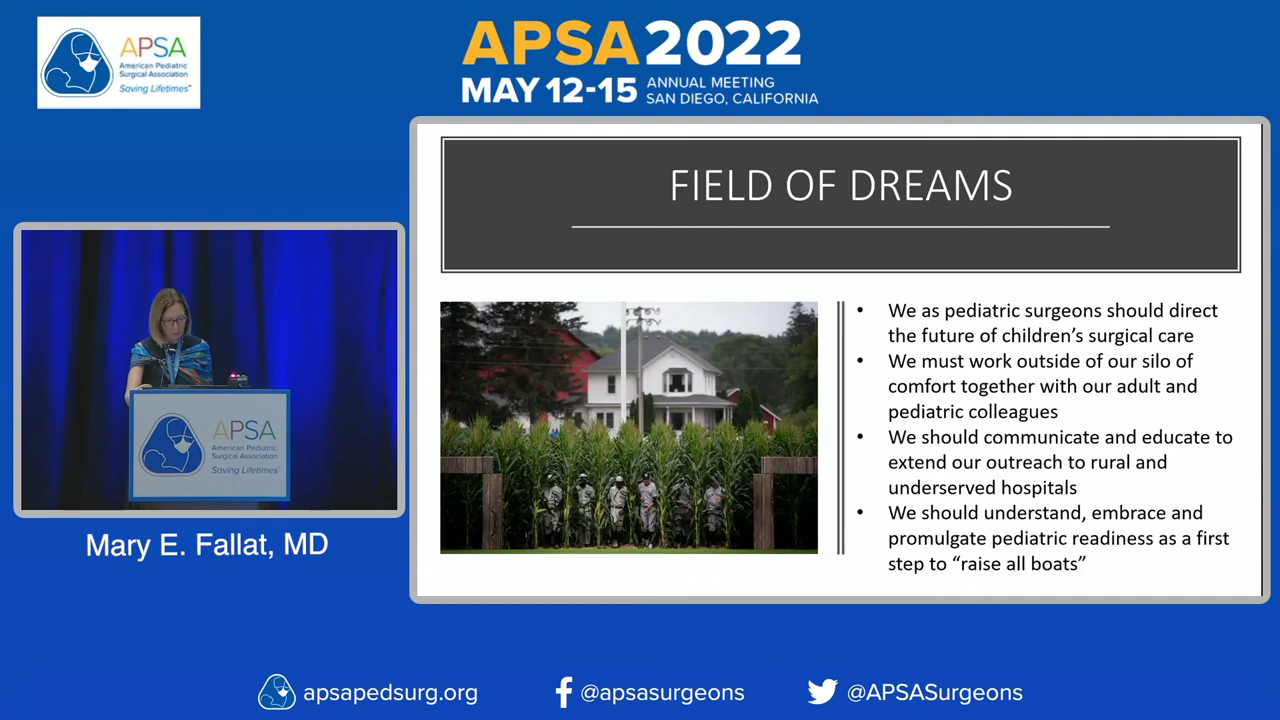 APSA
American Pediatric
Surgical Association
Saving Lifetimes™
APSA 2022
MAY 12-15
ANNUAL MEETING
SAN DIEGO, CALIFORNIA
FIELD OF DREAMS
• We as pediatric surgeons should direct
the future of children’s surgical care
• We must work outside of our silo of
comfort together with our adult and
pediatric colleagues
• We should communicate and educate to
extend our outreach to rural and
underserved hospitals
• We should understand, embrace and
promulgate pediatric readiness as a first
step to “raise all boats”
APSA
American Pediatric
Surgical Association
Saving Lifetimes™
Mary E. Fallat, MD
apsapedsurg.org
@apsasurgeons
@APSASurgeons